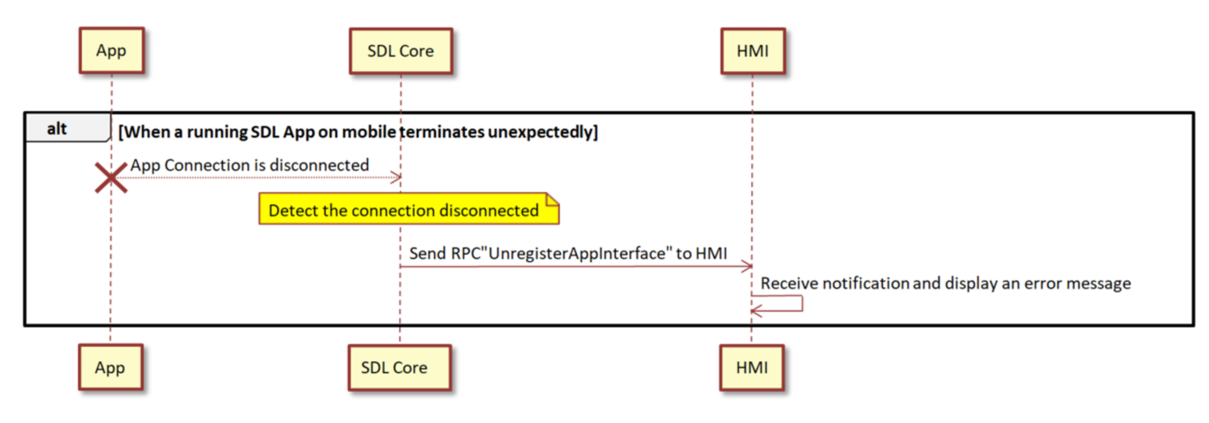 App
SDL Core
HMI
alt
[When a running SDL App on mobile terminates unexpectedly]
App Connection is disconnected
Detect the connection disconnected
Send RPC"UnregisterAppInterface" to HMI
Receive notification and display an error message
App
SDL Core
HMI